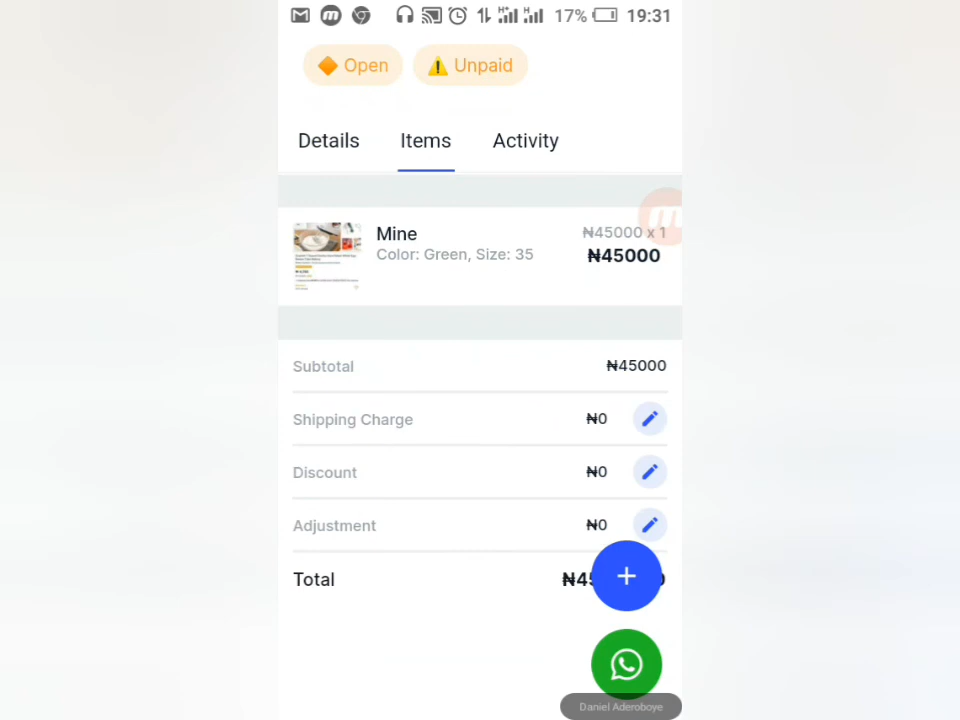 17% 19:31
Open Unpaid
Details Items Activity
Mine ₦45000 x 1
Color: Green, Size: 35 ₦45000
Subtotal ₦45000
Shipping Charge ₦0
Discount ₦0
Adjustment ₦0
Total
Daniel Aderoboye